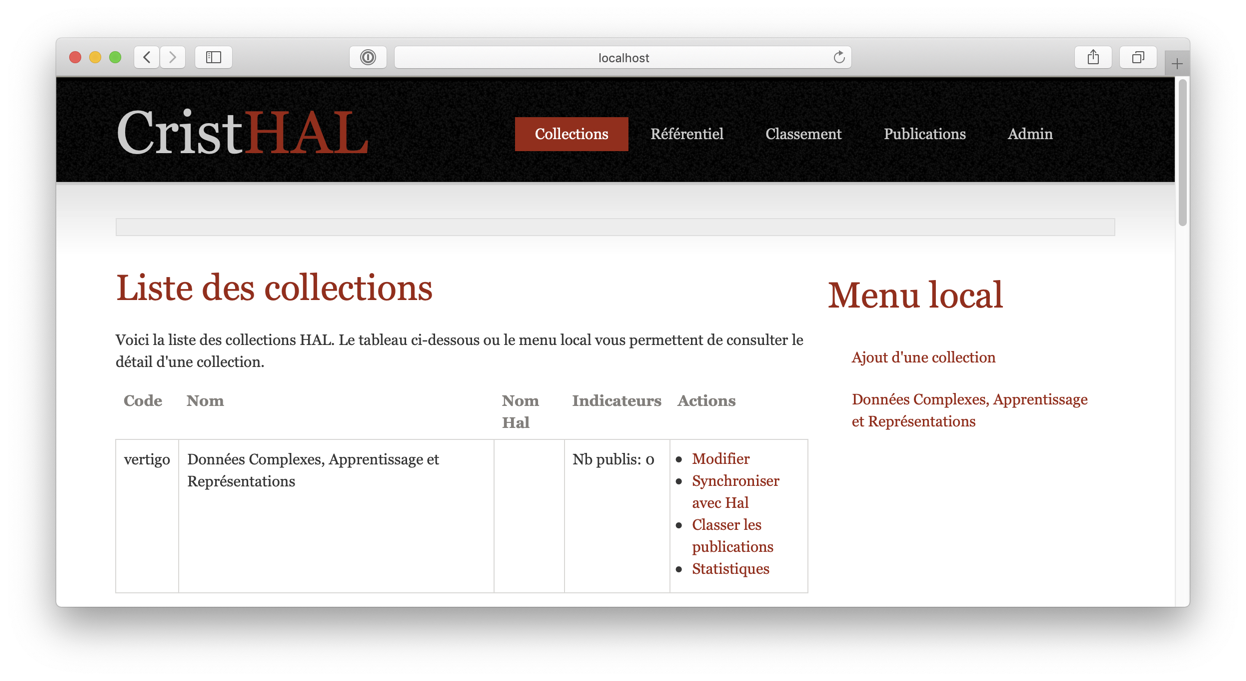 localhost
CristHAL
Collections Référentiel Classement Publications Admin
Liste des collections
Voici la liste des collections HAL. Le tableau ci-dessous ou le menu local vous permettent de consulter le
détail d'une collection.
Code Nom Nom Hal Indicateurs Actions
vertigo Données Complexes, Apprentissage et
Représentations
Nb publis: 0
Modifier
Synchroniser
avec Hal
Classer les
publications
Statistiques
Menu local
Ajout d'une collection
Données Complexes, Apprentissage
et Représentations